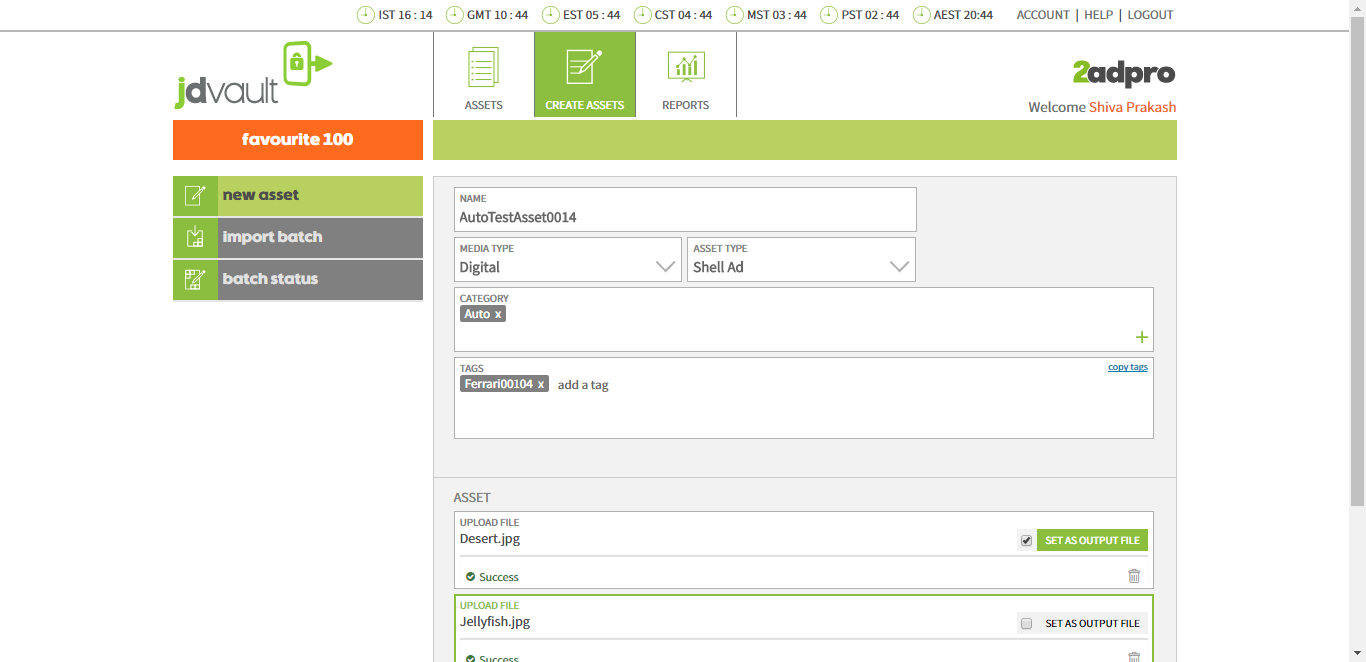 IST 16 : 14 GMT 10 : 44 EST 05 : 44 CST 04 : 44 MST 03 : 44 PST 02 : 44 AEST 20:44 ACCOUNT | HELP | LOGOUT
jdvault
ASSETS CREATE ASSETS REPORTS
2adpro
Welcome Shiva Prakash
favourite 100
new asset
import batch
batch status
NAME
AutoTestAsset0014
MEDIA TYPE
Digital
ASSET TYPE
Shell Ad
CATEGORY
Auto x
+
TAGS
copy tags
Ferrari00104 x add a tag
ASSET
UPLOAD FILE
Desert.jpg
SET AS OUTPUT FILE
Success
UPLOAD FILE
Jellyfish.jpg
SET AS OUTPUT FILE
Success